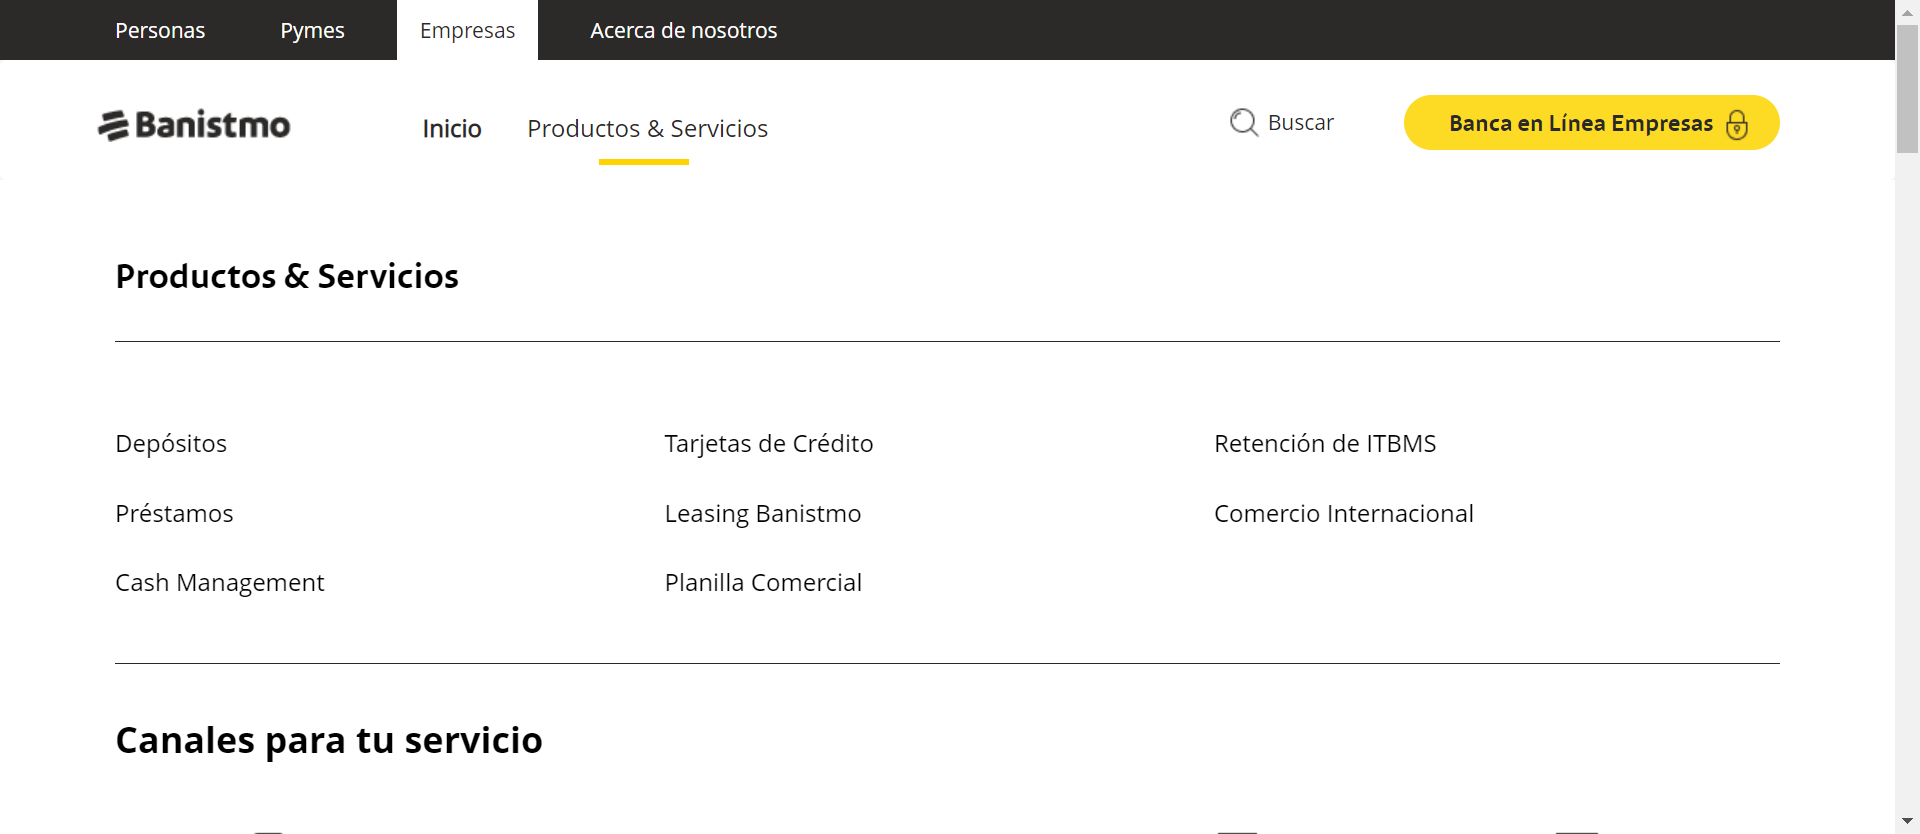 Personas Pymes Empresas Acerca de nosotros
Banistmo Inicio Productos & Servicios Buscar Banca en Línea Empresas
Productos & Servicios
Depósitos Tarjetas de Crédito Retención de ITBMS
Préstamos Leasing Banistmo Comercio Internacional
Cash Management Planilla Comercial
Canales para tu servicio